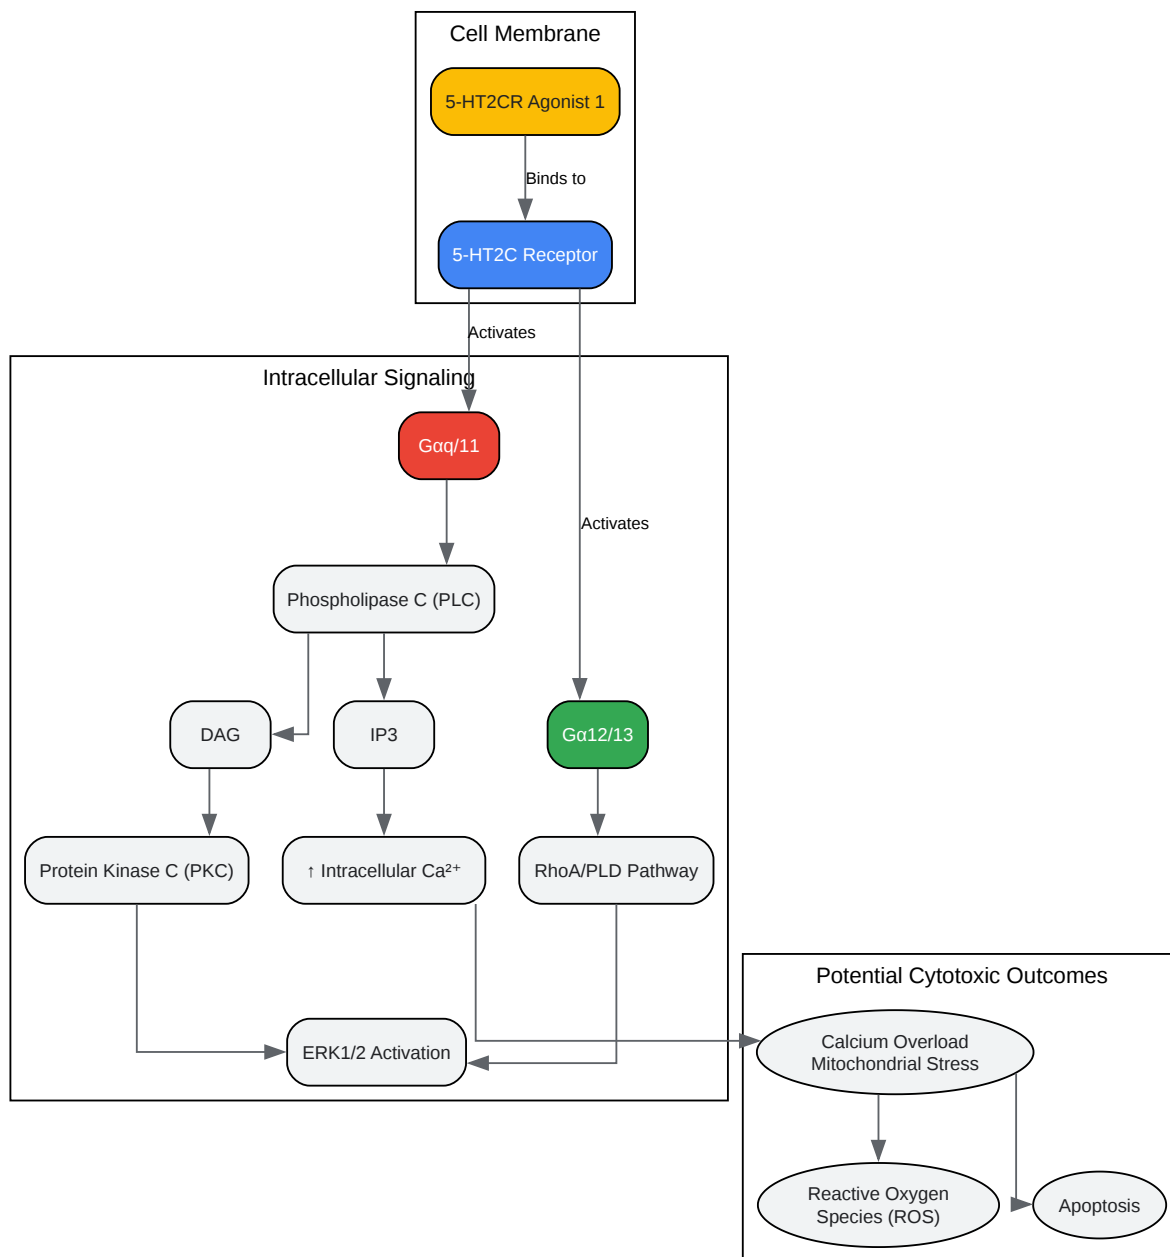 Cell Membrane
5-HT2CR Agonist 1
Binds to
5-HT2C Receptor
Activates
Intracellular Signaling
Gαq/11
Activates
Phospholipase C (PLC)
DAG
IP3
Gα12/13
Protein Kinase C (PKC)
↑ Intracellular Ca²⁺
RhoA/PLD Pathway
Potential Cytotoxic Outcomes
ERK1/2 Activation
Calcium Overload
Mitochondrial Stress
Reactive Oxygen
Species (ROS)
Apoptosis